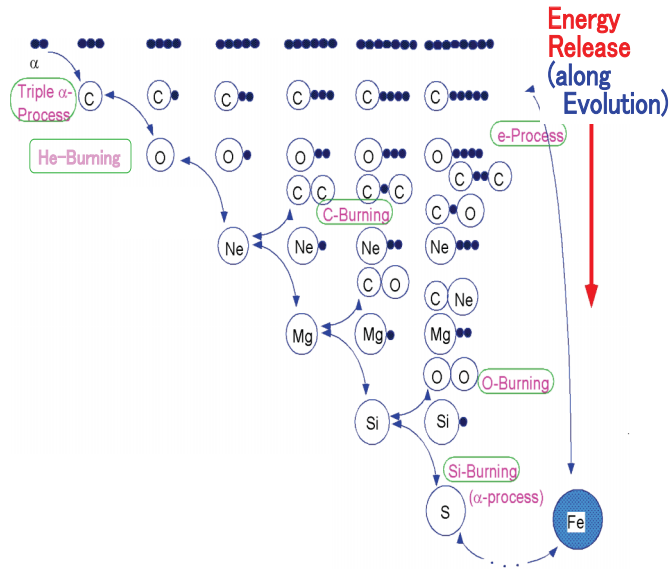 Energy
Release
(along
Evolution)
α
Triple α-
Process
C
C
C
C
C
C
e-Process
He-Burning
O
O
O
O
O
C C
C C
C C
C-Burning
C O
Ne
Ne
Ne
Ne
C O
C Ne
Mg
Mg
Mg
O O
O-Burning
Si
Si
Si-Burning
(α-process)
S
Fe
. . .